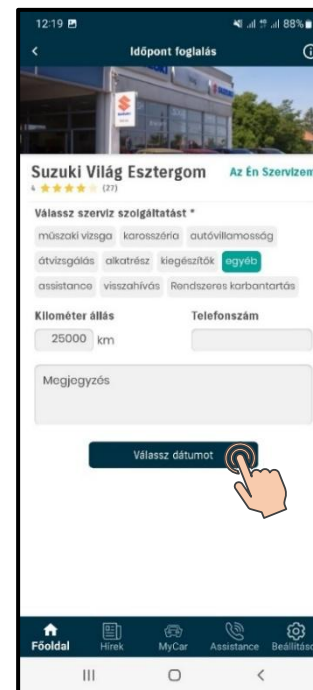 12:19 88%
Időpont foglalás
SUZUKI
Suzuki Világ Esztergom Az Én Szervizem
4 (27)
Válassz szerviz szolgáltatást *
műszaki vizsga karosszéria autóvillamosság
átvizsgálás alkatrész kiegészítők egyéb
assistance visszahívás Rendszeres karbantartás
Kilométer állás Telefonszám
25000 km
Megjegyzés
Válassz dátumot
Főoldal Hírek MyCar Assistance Beállításo